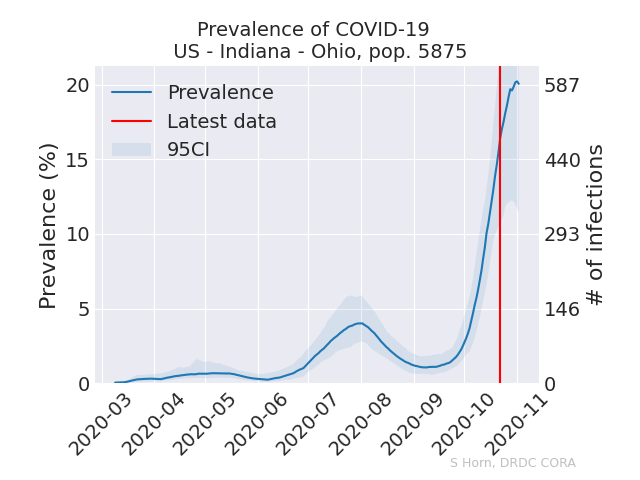 Prevalence of COVID-19
US - Indiana - Ohio, pop. 5875
Prevalence
Latest data
95CI
Prevalence (%)
20
15
10
5
0
587
440
293
146
0
# of infections
2020-03
2020-04
2020-05
2020-06
2020-07
2020-08
2020-09
2020-10
2020-11
S Horn, DRDC CORA